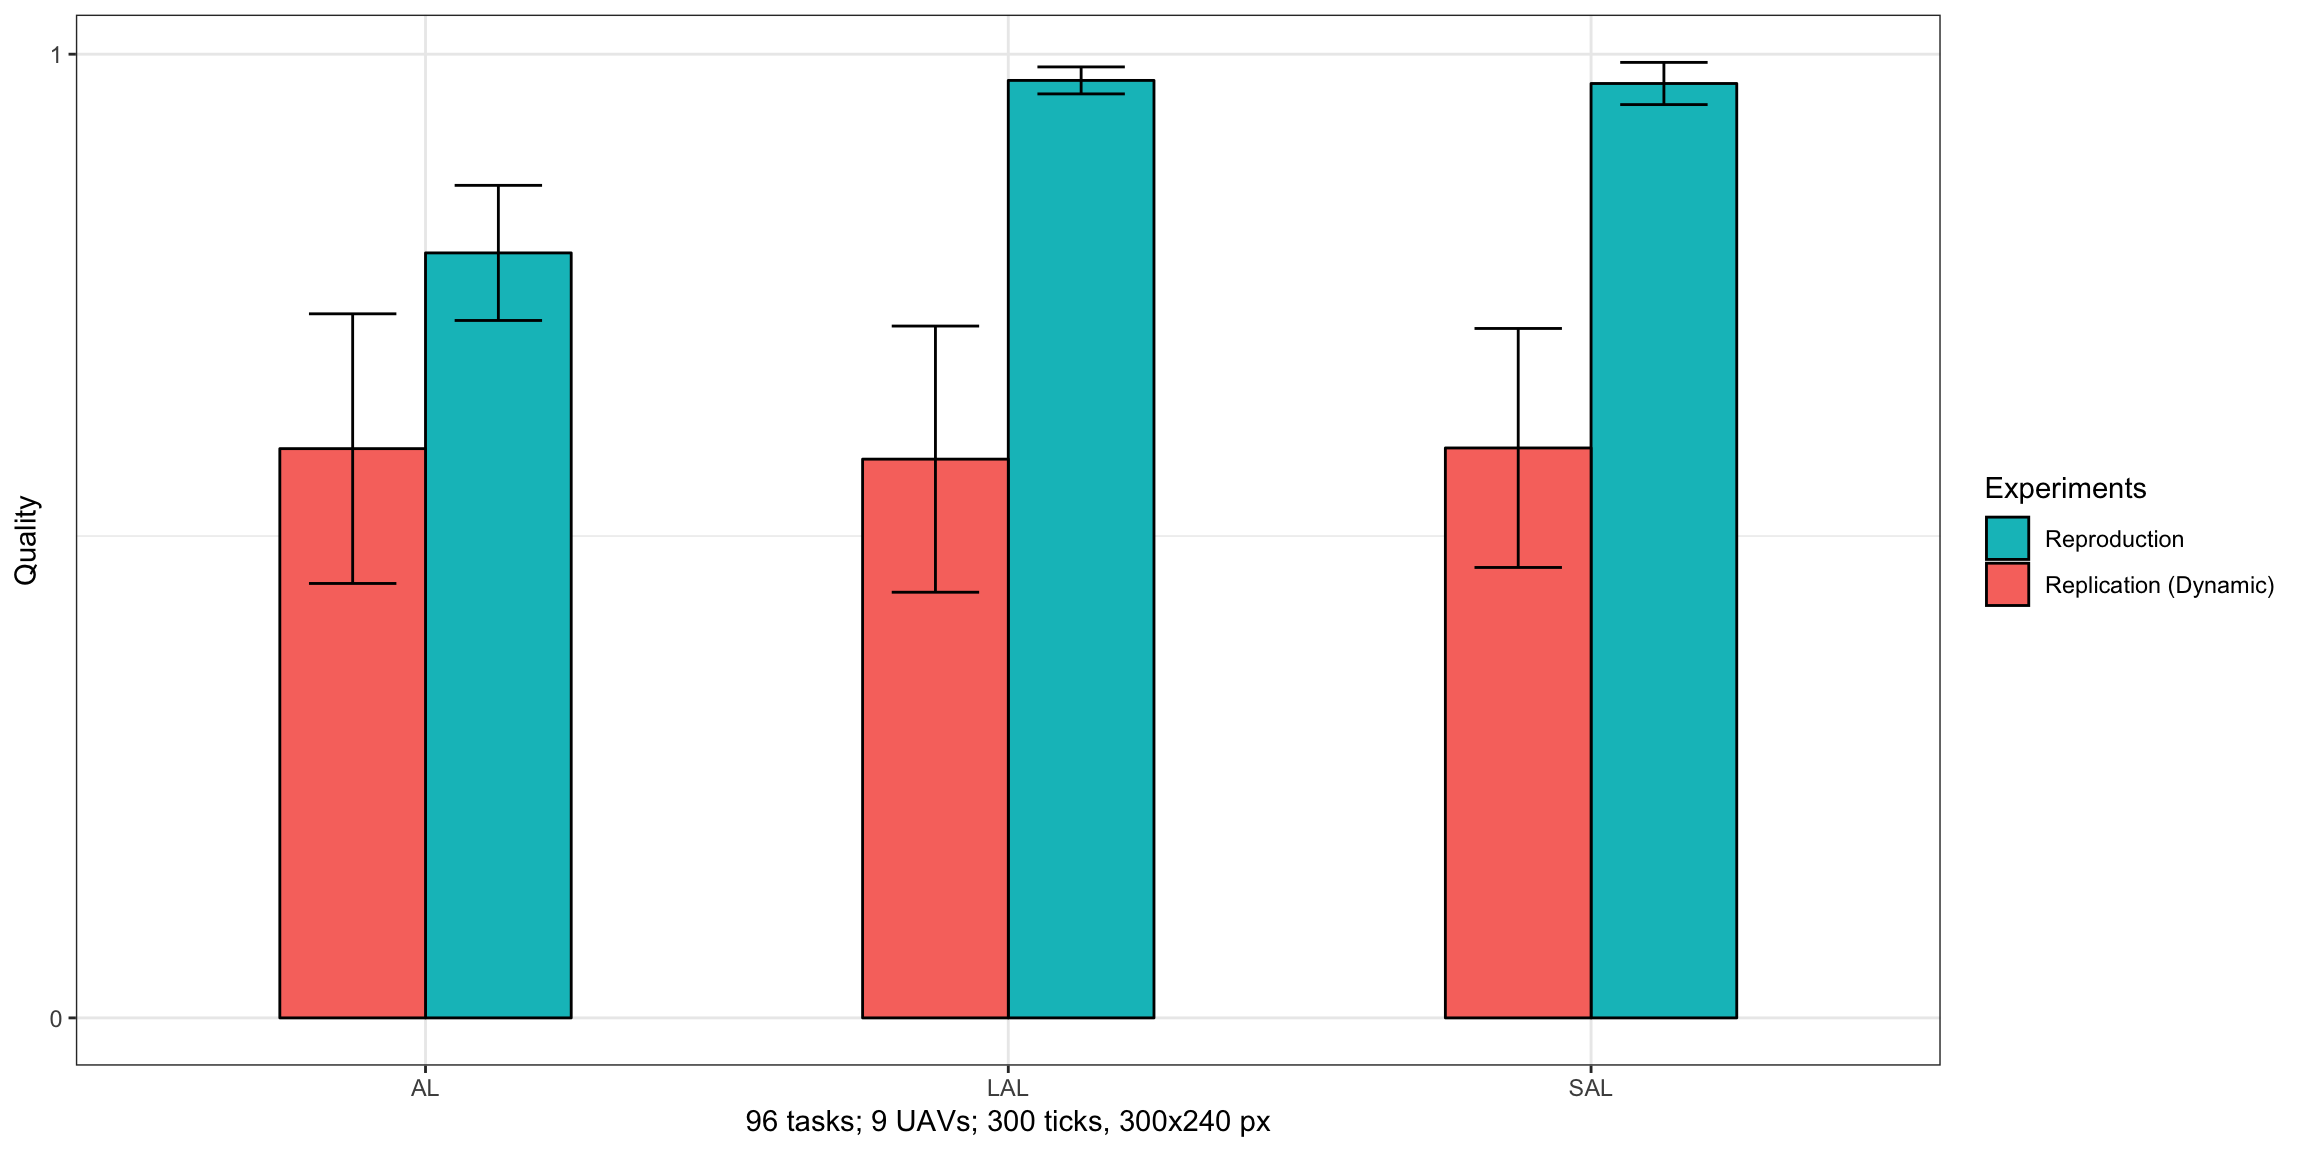 1
0
Quality
AL
LAL
SAL
96 tasks; 9 UAVs; 300 ticks, 300x240 px
Experiments
Reproduction
Replication (Dynamic)